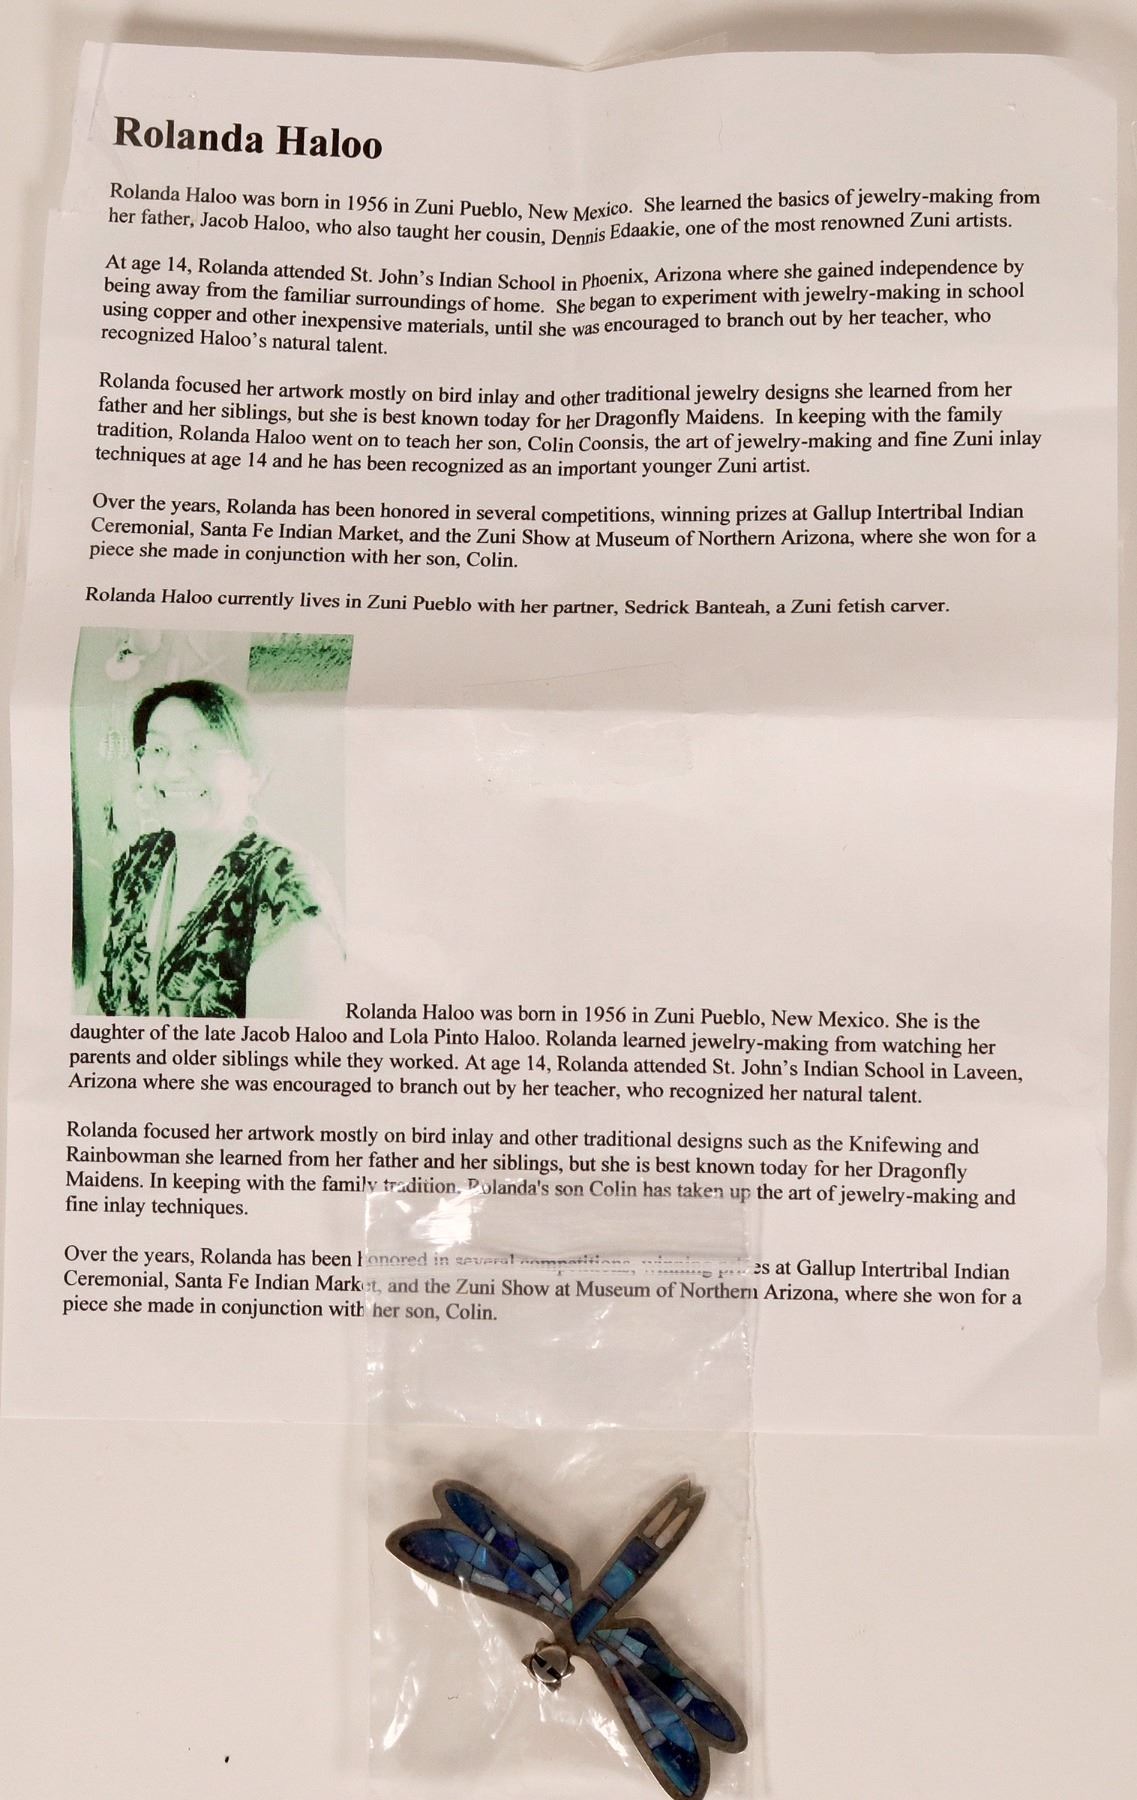 Rolanda Haloo
Rolanda Haloo was born in 1956 in Zuni Pueblo, New Mexico. She learned the basics of jewelry-making from
her father, Jacob Haloo, who also taught her cousin, Dennis Edaakie, one of the most renowned Zuni artists.
At age 14, Rolanda attended St. John's Indian School in Phoenix, Arizona where she gained independence by
being away from the familiar surroundings of home. She began to experiment with jewelry-making in school
using copper and other inexpensive materials, until she was encouraged to branch out by her teacher, who
recognized Haloo's natural talent.
Rolanda focused her artwork mostly on bird inlay and other traditional jewelry designs she learned from her
father and her siblings, but she is best known today for her Dragonfly Maidens. In keeping with the family
tradition, Rolanda Haloo went on to teach her son, Colin Coonsis, the art of jewelry-making and fine Zuni inlay
techniques at age 14 and he has been recognized as an important younger Zuni artist.
Over the years, Rolanda has been honored in several competitions, winning prizes at Gallup Intertribal Indian
Ceremonial, Santa Fe Indian Market, and the Zuni Show at Museum of Northern Arizona, where she won for a
piece she made in conjunction with her son, Colin.
Rolanda Haloo currently lives in Zuni Pueblo with her partner, Sedrick Banteah, a Zuni fetish carver.
Rolanda Haloo was born in 1956 in Zuni Pueblo, New Mexico. She is the
daughter of the late Jacob Haloo and Lola Pinto Haloo. Rolanda learned jewelry-making from watching her
parents and older siblings while they worked. At age 14, Rolanda attended St. John's Indian School in Laveen,
Arizona where she was encouraged to branch out by her teacher, who recognized her natural talent.
Rolanda focused her artwork mostly on bird inlay and other traditional designs such as the Knifewing and
Rainbowman she learned from her father and her siblings, but she is best known today for her Dragonfly
Maidens. In keeping with the family tradition, Rolanda's son Colin has taken up the art of jewelry-making and
fine inlay techniques.
Over the years, Rolanda has been honored in several competitions, winning prizes at Gallup Intertribal Indian
Ceremonial, Santa Fe Indian Market, and the Zuni Show at Museum of Northern Arizona, where she won for a
piece she made in conjunction with her son, Colin.